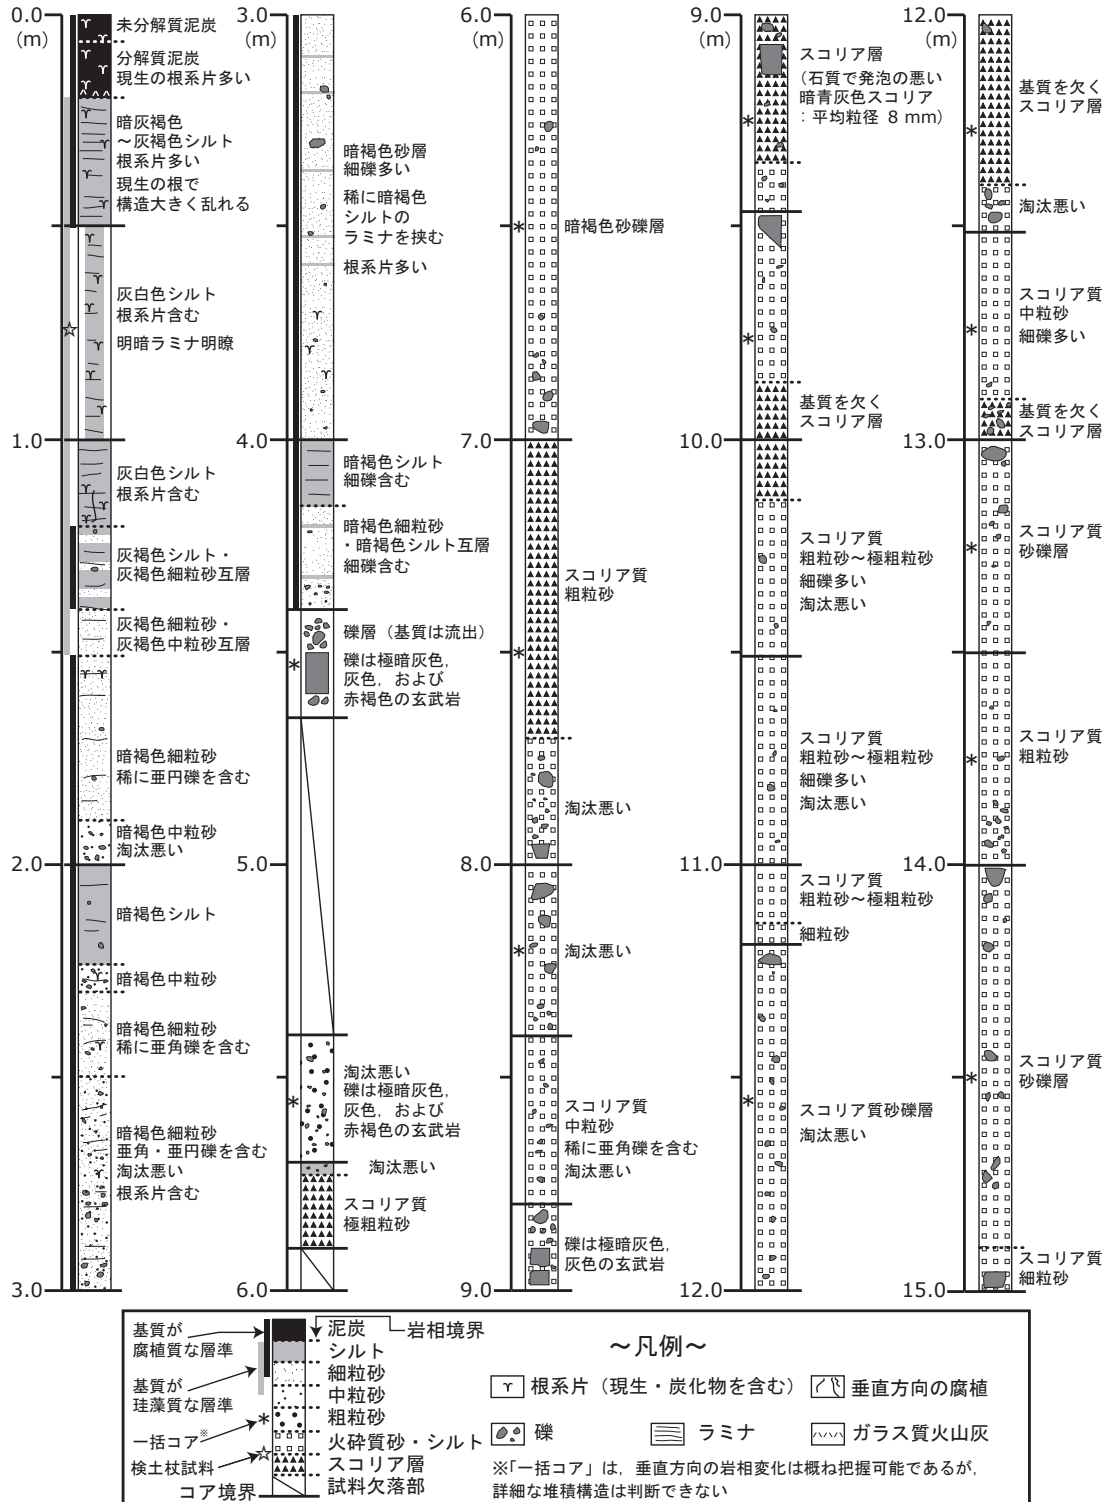 0.0
(m)
未分解質泥炭
分解質泥炭
現生の根系片多い
暗灰褐色
～灰褐色シルト
根系片多い
現生の根で
構造大きく乱れる
灰白色シルト
根系片含む
明暗ラミナ明瞭
☆
1.0
灰白色シルト
根系片含む
灰褐色シルト・
灰褐色細粒砂互層
灰褐色細粒砂・
灰褐色中粒砂互層
暗褐色細粒砂
稀に亜円礫を含む
暗褐色中粒砂
淘汰悪い
2.0
暗褐色シルト
暗褐色中粒砂
暗褐色細粒砂
稀に亜角礫を含む
暗褐色細粒砂
亜角・亜円礫を含む
淘汰悪い
根系片含む
3.0
3.0
(m)
暗褐色砂層
細礫多い
稀に暗褐色
シルトの
ラミナを挟む
根系片多い
4.0
暗褐色シルト
細礫含む
暗褐色細粒砂
・暗褐色シルト互層
細礫含む
礫層（基質は流出）
*
礫は極暗灰色，
灰色，および
赤褐色の玄武岩
5.0
淘汰悪い
*
礫は極暗灰色，
灰色，および
赤褐色の玄武岩
淘汰悪い
スコリア質
極粗粒砂
6.0
6.0
(m)
*
暗褐色砂礫層
7.0
スコリア質
粗粒砂
*
淘汰悪い
8.0
*
淘汰悪い
スコリア質
中粒砂
稀に亜角礫を含む
淘汰悪い
礫は極暗灰色，
灰色の玄武岩
9.0
9.0
(m)
スコリア層
（石質で発泡の悪い
暗青灰色スコリア
：平均粒径 8 mm）
*
*
基質を欠く
スコリア層
10.0
スコリア質
粗粒砂～極粗粒砂
細礫多い
淘汰悪い
スコリア質
粗粒砂～極粗粒砂
細礫多い
淘汰悪い
11.0
スコリア質
粗粒砂～極粗粒砂
細粒砂
*
スコリア質砂礫層
淘汰悪い
12.0
12.0
(m)
基質を欠く
スコリア層
*
淘汰悪い
スコリア質
中粒砂
細礫多い
*
基質を欠く
スコリア層
13.0
スコリア質
砂礫層
*
スコリア質
粗粒砂
*
14.0
スコリア質
砂礫層
*
スコリア質
細粒砂
15.0
～凡例～
基質が
腐植質な層準
基質が
珪藻質な層準
* 一括コア※
☆ 検土杖試料
コア境界
岩相境界
泥炭
シルト
細粒砂
中粒砂
粗粒砂
火砕質砂・シルト
スコリア層
試料欠落部
根系片（現生・炭化物を含む）
垂直方向の腐植
礫
ラミナ
ガラス質火山灰
※「一括コア」は，垂直方向の岩相変化は概ね把握可能であるが，
詳細な堆積構造は判断できない